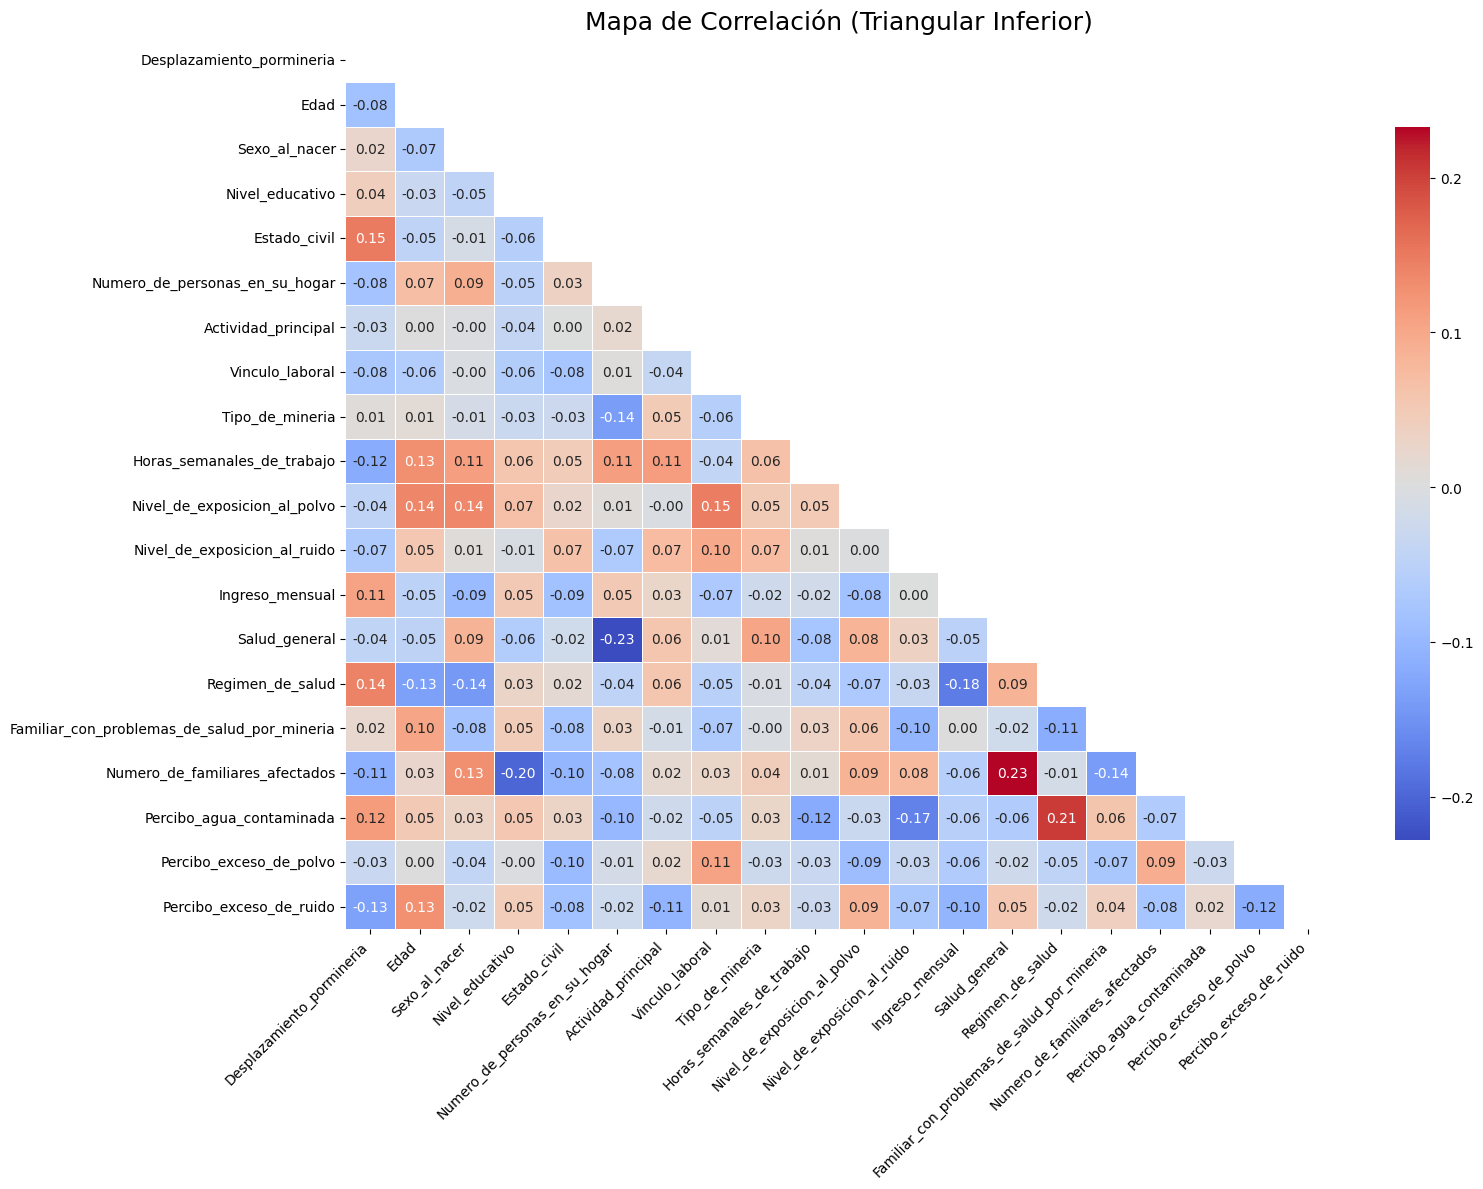 Mapa de Correlación (Triangular Inferior)
Desplazamiento_pormineria
Edad -0.08
Sexo_al_nacer 0.02 -0.07
Nivel_educativo 0.04 -0.03 -0.05
Estado_civil 0.15 -0.05 -0.01 -0.06
Numero_de_personas_en_su_hogar -0.08 0.07 0.09 -0.05 0.03
Actividad_principal -0.03 0.00 -0.00 -0.04 0.00 0.02
Vinculo_laboral -0.08 -0.06 -0.00 -0.06 -0.08 0.01 -0.04
Tipo_de_mineria 0.01 0.01 -0.01 -0.03 -0.03 -0.14 0.05 -0.06
Horas_semanales_de_trabajo -0.12 0.13 0.11 0.06 0.05 0.11 0.11 -0.04 0.06
Nivel_de_exposicion_al_polvo -0.04 0.14 0.14 0.07 0.02 0.01 -0.00 0.15 0.05 0.05
Nivel_de_exposicion_al_ruido -0.07 0.05 0.01 -0.01 0.07 -0.07 0.07 0.10 0.07 0.01 0.00
Ingreso_mensual 0.11 -0.05 -0.09 0.05 -0.09 0.05 0.03 -0.07 -0.02 -0.02 -0.08 0.00
Salud_general -0.04 -0.05 0.09 -0.06 -0.02 -0.23 0.06 0.01 0.10 -0.08 0.08 0.03 -0.05
Regimen_de_salud 0.14 -0.13 -0.14 0.03 0.02 -0.04 0.06 -0.05 -0.01 -0.04 -0.07 -0.03 -0.18 0.09
Familiar_con_problemas_de_salud_por_mineria 0.02 0.10 -0.08 0.05 -0.08 0.03 -0.01 -0.07 -0.00 0.03 0.06 -0.10 0.00 -0.02 -0.11
Numero_de_familiares_afectados -0.11 0.03 0.13 -0.20 -0.10 -0.08 0.02 0.03 0.04 0.01 0.09 0.08 -0.06 0.23 -0.01 -0.14
Percibo_agua_contaminada 0.12 0.05 0.03 0.05 0.03 -0.10 -0.02 -0.05 0.03 -0.12 -0.03 -0.17 -0.06 -0.06 0.21 0.06 -0.07
Percibo_exceso_de_polvo -0.03 0.00 -0.04 -0.00 -0.10 -0.01 0.02 0.11 -0.03 -0.03 -0.09 -0.03 -0.06 -0.02 -0.05 -0.07 0.09 -0.03
Percibo_exceso_de_ruido -0.13 0.13 -0.02 0.05 -0.08 -0.02 -0.11 0.01 0.03 -0.03 0.09 -0.07 -0.10 0.05 -0.02 0.04 -0.08 0.02 -0.12
Desplazamiento_pormineria
Edad
Sexo_al_nacer
Nivel_educativo
Estado_civil
Numero_de_personas_en_su_hogar
Actividad_principal
Vinculo_laboral
Tipo_de_mineria
Horas_semanales_de_trabajo
Nivel_de_exposicion_al_polvo
Nivel_de_exposicion_al_ruido
Ingreso_mensual
Salud_general
Regimen_de_salud
Familiar_con_problemas_de_salud_por_mineria
Numero_de_familiares_afectados
Percibo_agua_contaminada
Percibo_exceso_de_polvo
Percibo_exceso_de_ruido
0.2
0.1
0.0
−0.1
−0.2